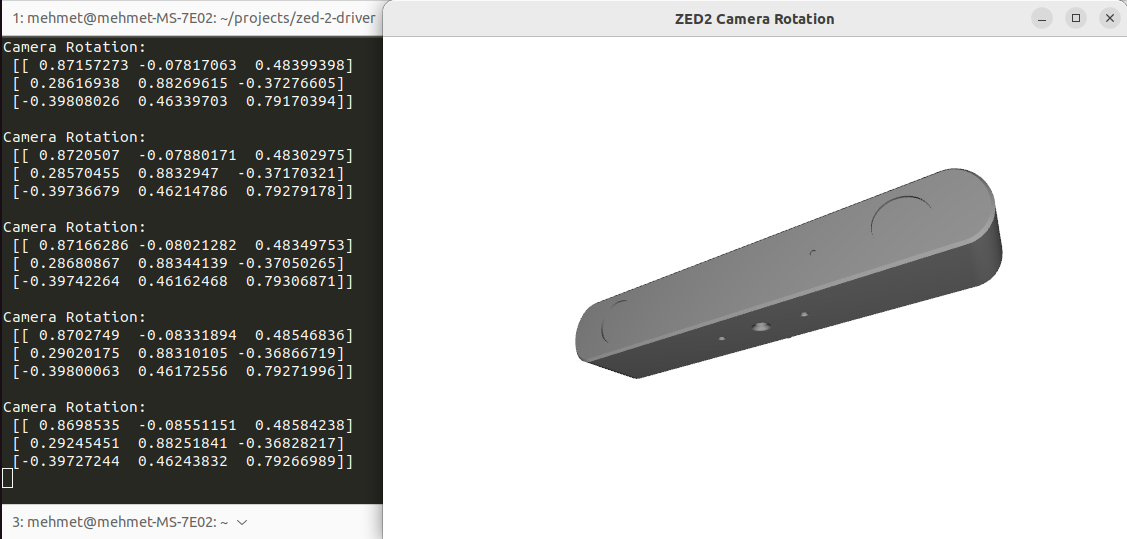 1: mehmet@mehmet-MS-7E02: ~/projects/zed-2-driver
ZED2 Camera Rotation
Camera Rotation:
[[ 0.87157273 -0.07817063  0.48399398]
[ 0.28616938  0.88269615 -0.37276605]
[-0.39808026  0.46339703  0.79170394]]
Camera Rotation:
[[ 0.8720507  -0.07880171  0.48302975]
[ 0.28570455  0.8832947  -0.37170321]
[-0.39736679  0.46214786  0.79279178]]
Camera Rotation:
[[ 0.87166286 -0.08021282  0.48349753]
[ 0.28680867  0.88344139 -0.37050265]
[-0.39742264  0.46162468  0.79306871]]
Camera Rotation:
[[ 0.8702749  -0.08331894  0.48546836]
[ 0.29020175  0.88310105 -0.36866719]
[-0.39800063  0.46172556  0.79271996]]
Camera Rotation:
[[ 0.8698535  -0.08551151  0.48584238]
[ 0.29245451  0.88251841 -0.36828217]
[-0.39727244  0.46243832  0.79266989]]
3: mehmet@mehmet-MS-7E02: ~